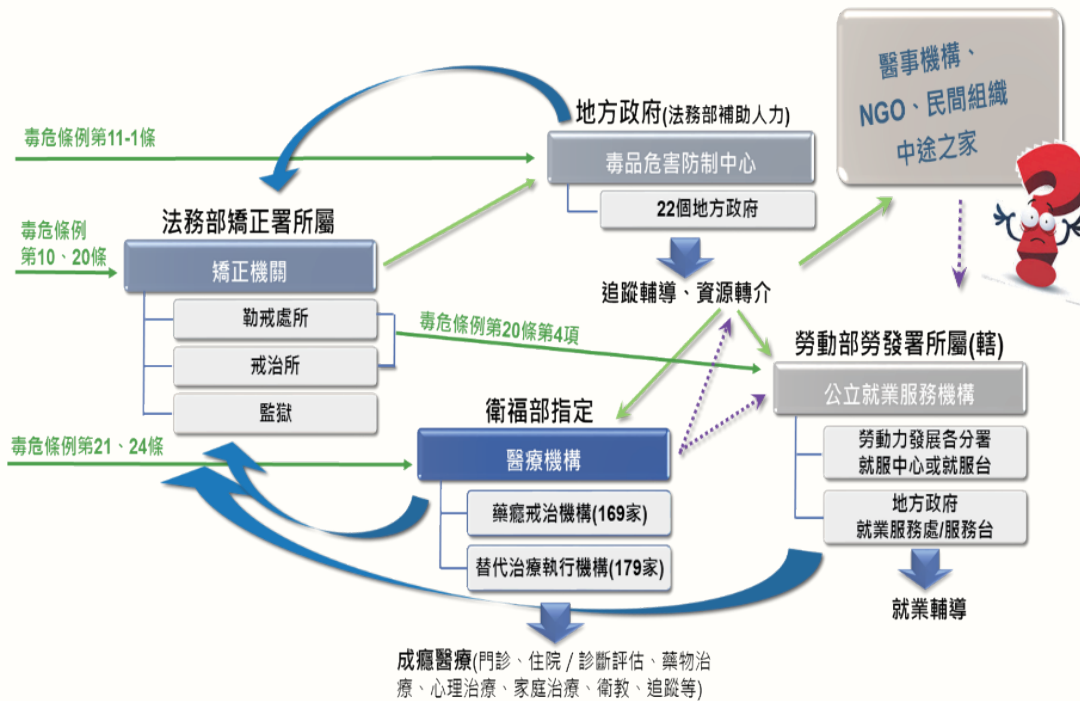 醫事機構、
NGO、民間組織
中途之家
地方政府(法務部補助人力)
毒危條例第11-1條
毒品危害防制中心
22個地方政府
法務部矯正署所屬
毒危條例
第10、20條
矯正機關
追蹤輔導、資源轉介
勒戒處所
毒危條例第20條第4項
戒治所
勞動部勞發署所屬(轄)
監獄
公立就業服務機構
衛福部指定
毒危條例第21、24條
醫療機構
勞動力發展各分署
就服中心或就服台
藥癮戒治機構(169家)
地方政府
就業服務處/服務台
替代治療執行機構(179家)
就業輔導
成癮醫療(門診、住院 / 診斷評估、藥物治
療、心理治療、家庭治療、衛教、追蹤等)